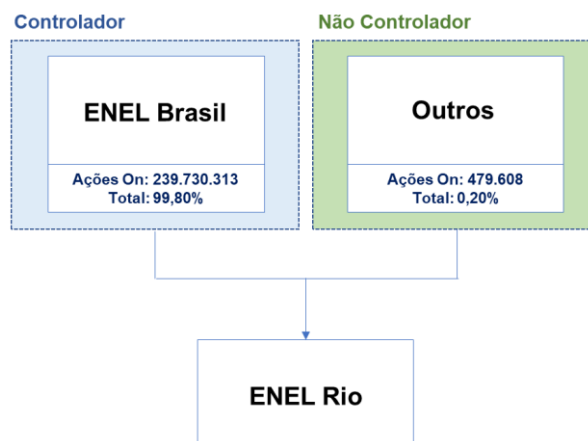 Controlador
Não Controlador
ENEL Brasil
Ações On: 239.730.313
Total: 99,80%
Outros
Ações On: 479.608
Total: 0,20%
ENEL Rio